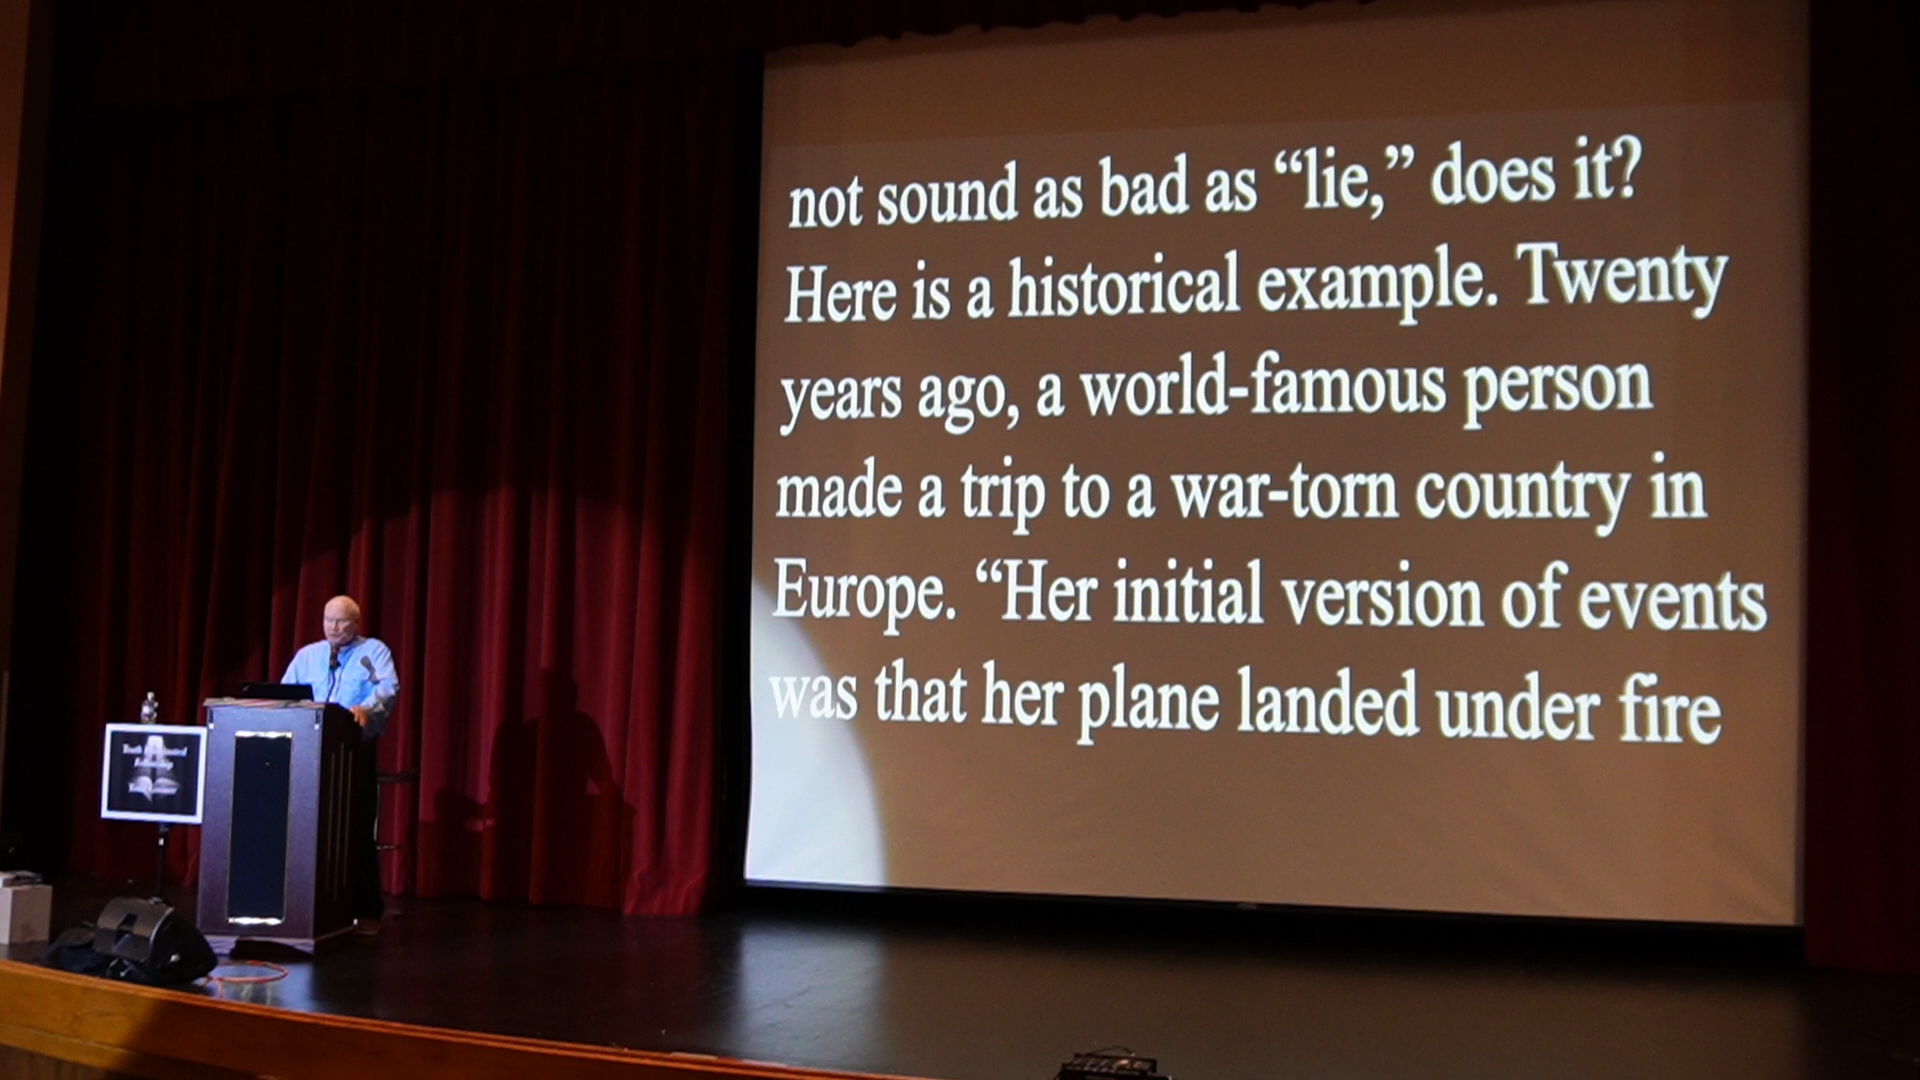 not sound as bad as “lie,” does it?
Here is a historical example. Twenty
years ago, a world-famous person
made a trip to a war-torn country in
Europe. “Her initial version of events
was that her plane landed under fire